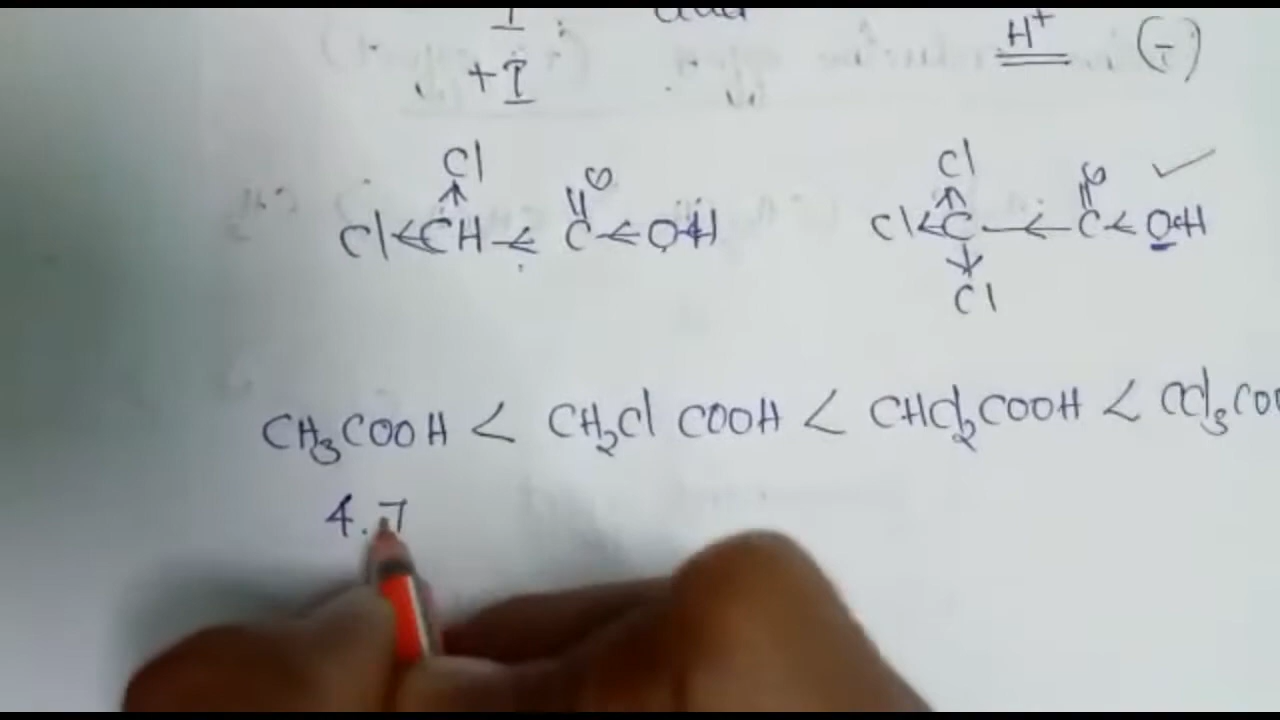 H⁺ (-)
+I
Cl Cl
Cl<CH< C<OH Cl<C—<C<OH
Cl
CH₃COOH < CH₂Cl COOH < CHCl₂COOH < CCl₃COO
4.7